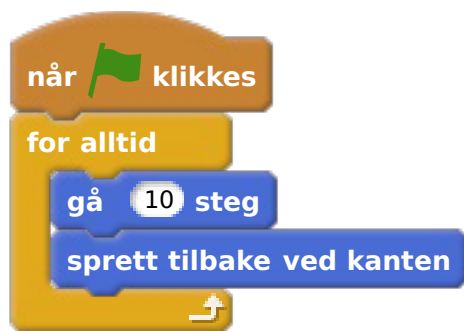 når klikkes
for alltid
gå 10 steg
sprett tilbake ved kanten